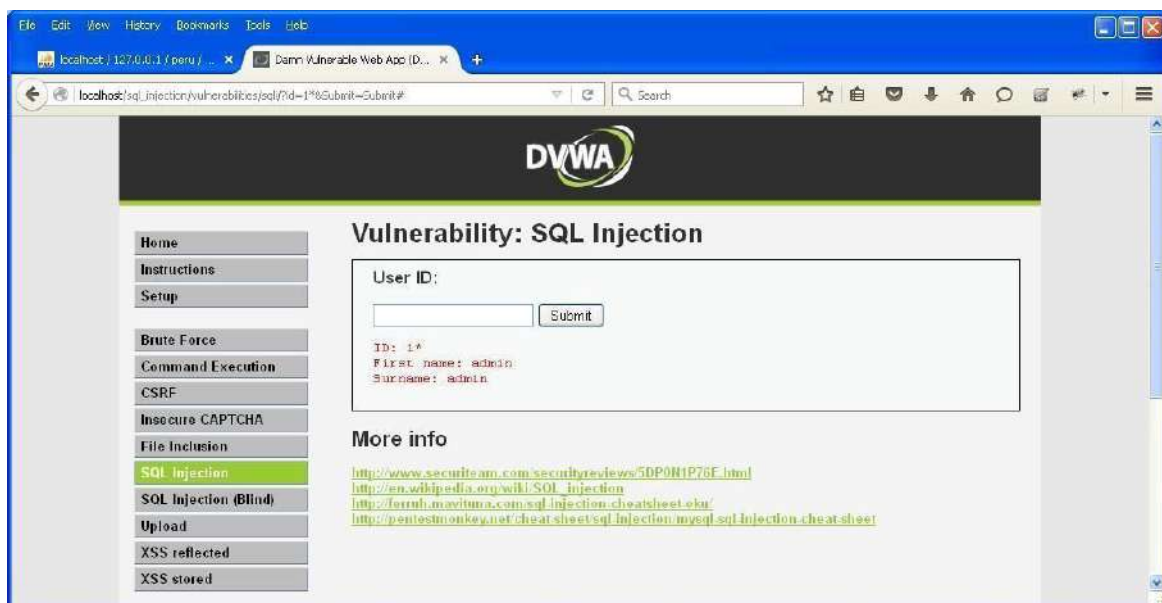 File Edit View History Bookmarks Tools Help
localhost / 127.0.0.1 / peru / ...
Damn Vulnerable Web App (D...
localhost/sql_injection/vulnerabilities/sqli/?id=1*&Submit=Submit#
Search
DVWA
Vulnerability: SQL Injection
Home
Instructions
Setup
Brute Force
Command Execution
CSRF
Insecure CAPTCHA
File Inclusion
SQL Injection
SQL Injection (Blind)
Upload
XSS reflected
XSS stored
User ID:
Submit
ID: 1*
First name: admin
Surname: admin
More info
http://www.securiteam.com/securityreviews/5DP0N1P76E.html
http://en.wikipedia.org/wiki/SQL_injection
http://ferruh.mavituna.com/sql-injection-cheatsheet-oku/
http://pentestmonkey.net/cheat-sheet/sql-injection/mysql-sql-injection-cheat-sheet